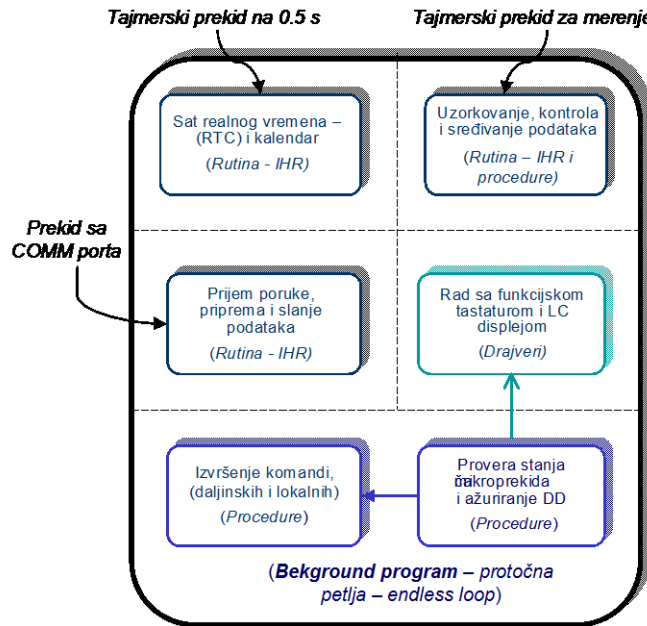 Tajmerski prekid na 0.5 s
Tajmerski prekid za merenje
Sat realnog vremena –
(RTC) i kalendar
(Rutina - IHR)
Uzorkovanje, kontrola
i sređivanje podataka
(Rutina – IHR i
procedure)
Prekid sa
COMM porta
Prijem poruke,
priprema i slanje
podataka
(Rutina - IHR)
Rad sa funkcijskom
tastaturom i LC
displejom
(Drajveri)
Izvršenje komandi,
(daljinskih i lokalnih)
(Procedure)
Provera stanja
mikroprekidača
i ažuriranje DD
(Procedure)
(Bekground program – protočna
petlja – endless loop)